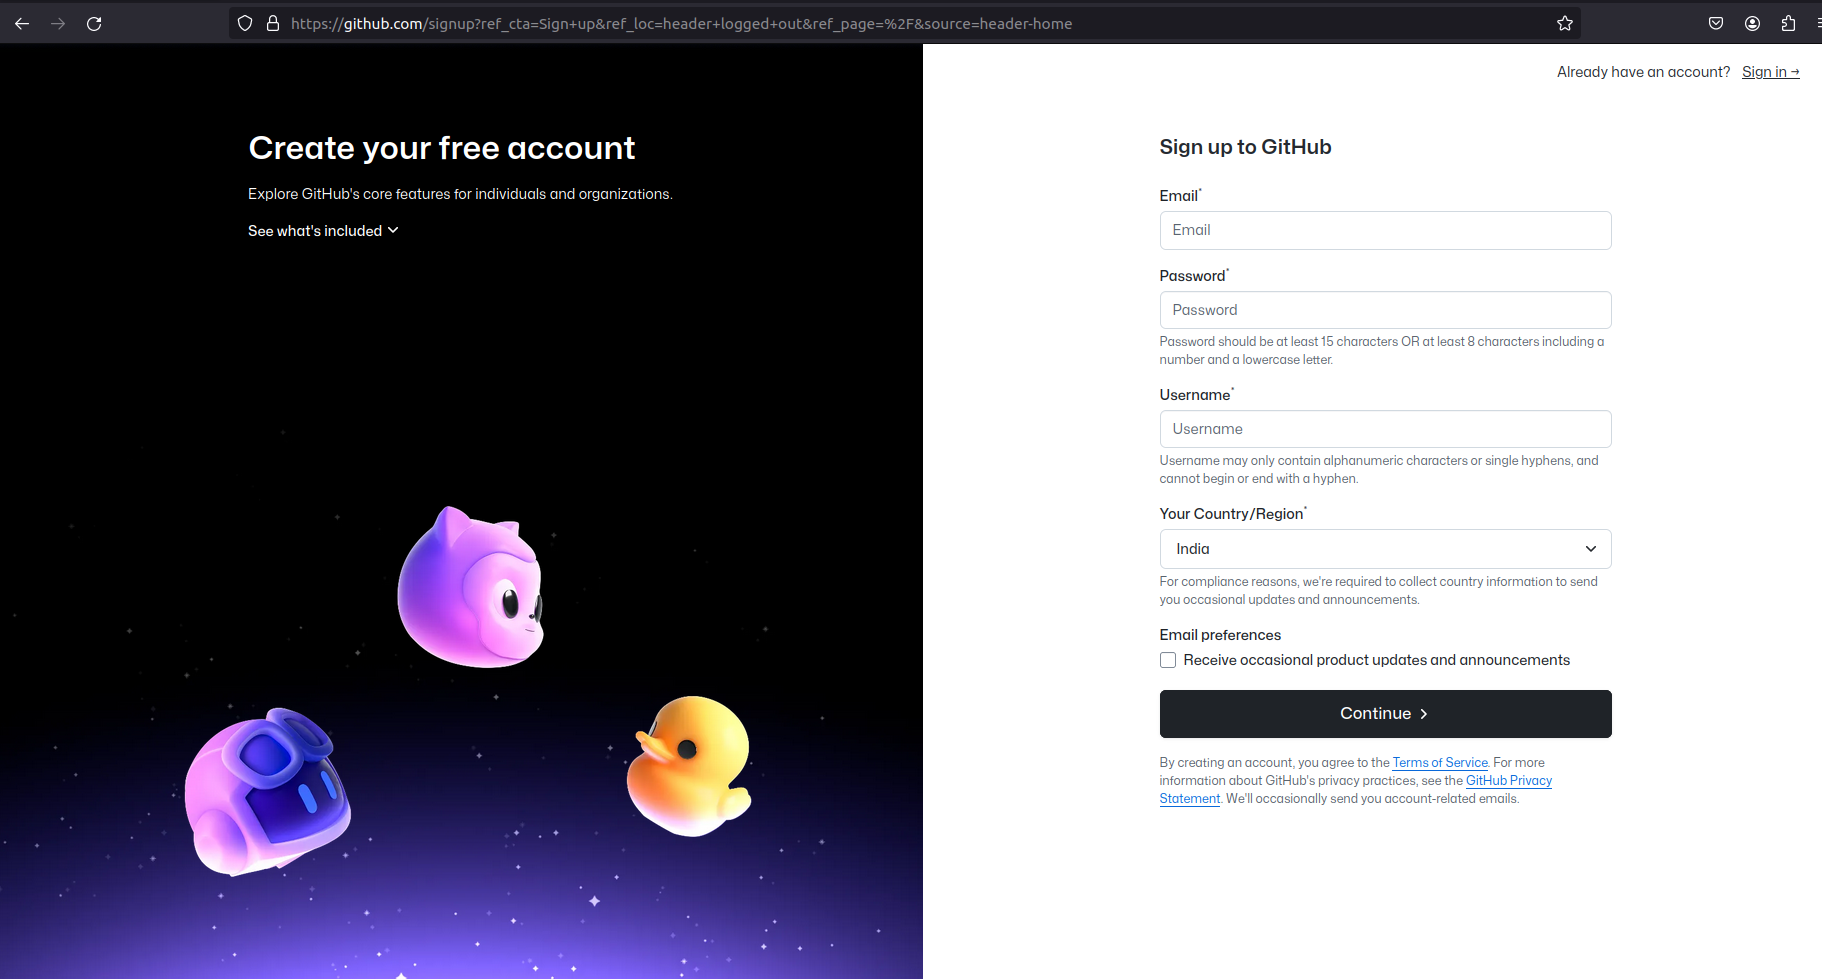 https://github.com/signup?ref_cta=Sign+up&ref_loc=header+logged+out&ref_page=%2F&source=header-home
Already have an account? Sign in →
Create your free account
Explore GitHub's core features for individuals and organizations.
See what's included
Sign up to GitHub
Email*
Email
Password*
Password
Password should be at least 15 characters OR at least 8 characters including a
number and a lowercase letter.
Username*
Username
Username may only contain alphanumeric characters or single hyphens, and
cannot begin or end with a hyphen.
Your Country/Region*
India
For compliance reasons, we're required to collect country information to send
you occasional updates and announcements.
Email preferences
Receive occasional product updates and announcements
Continue
By creating an account, you agree to the Terms of Service. For more
information about GitHub's privacy practices, see the GitHub Privacy
Statement. We'll occasionally send you account-related emails.